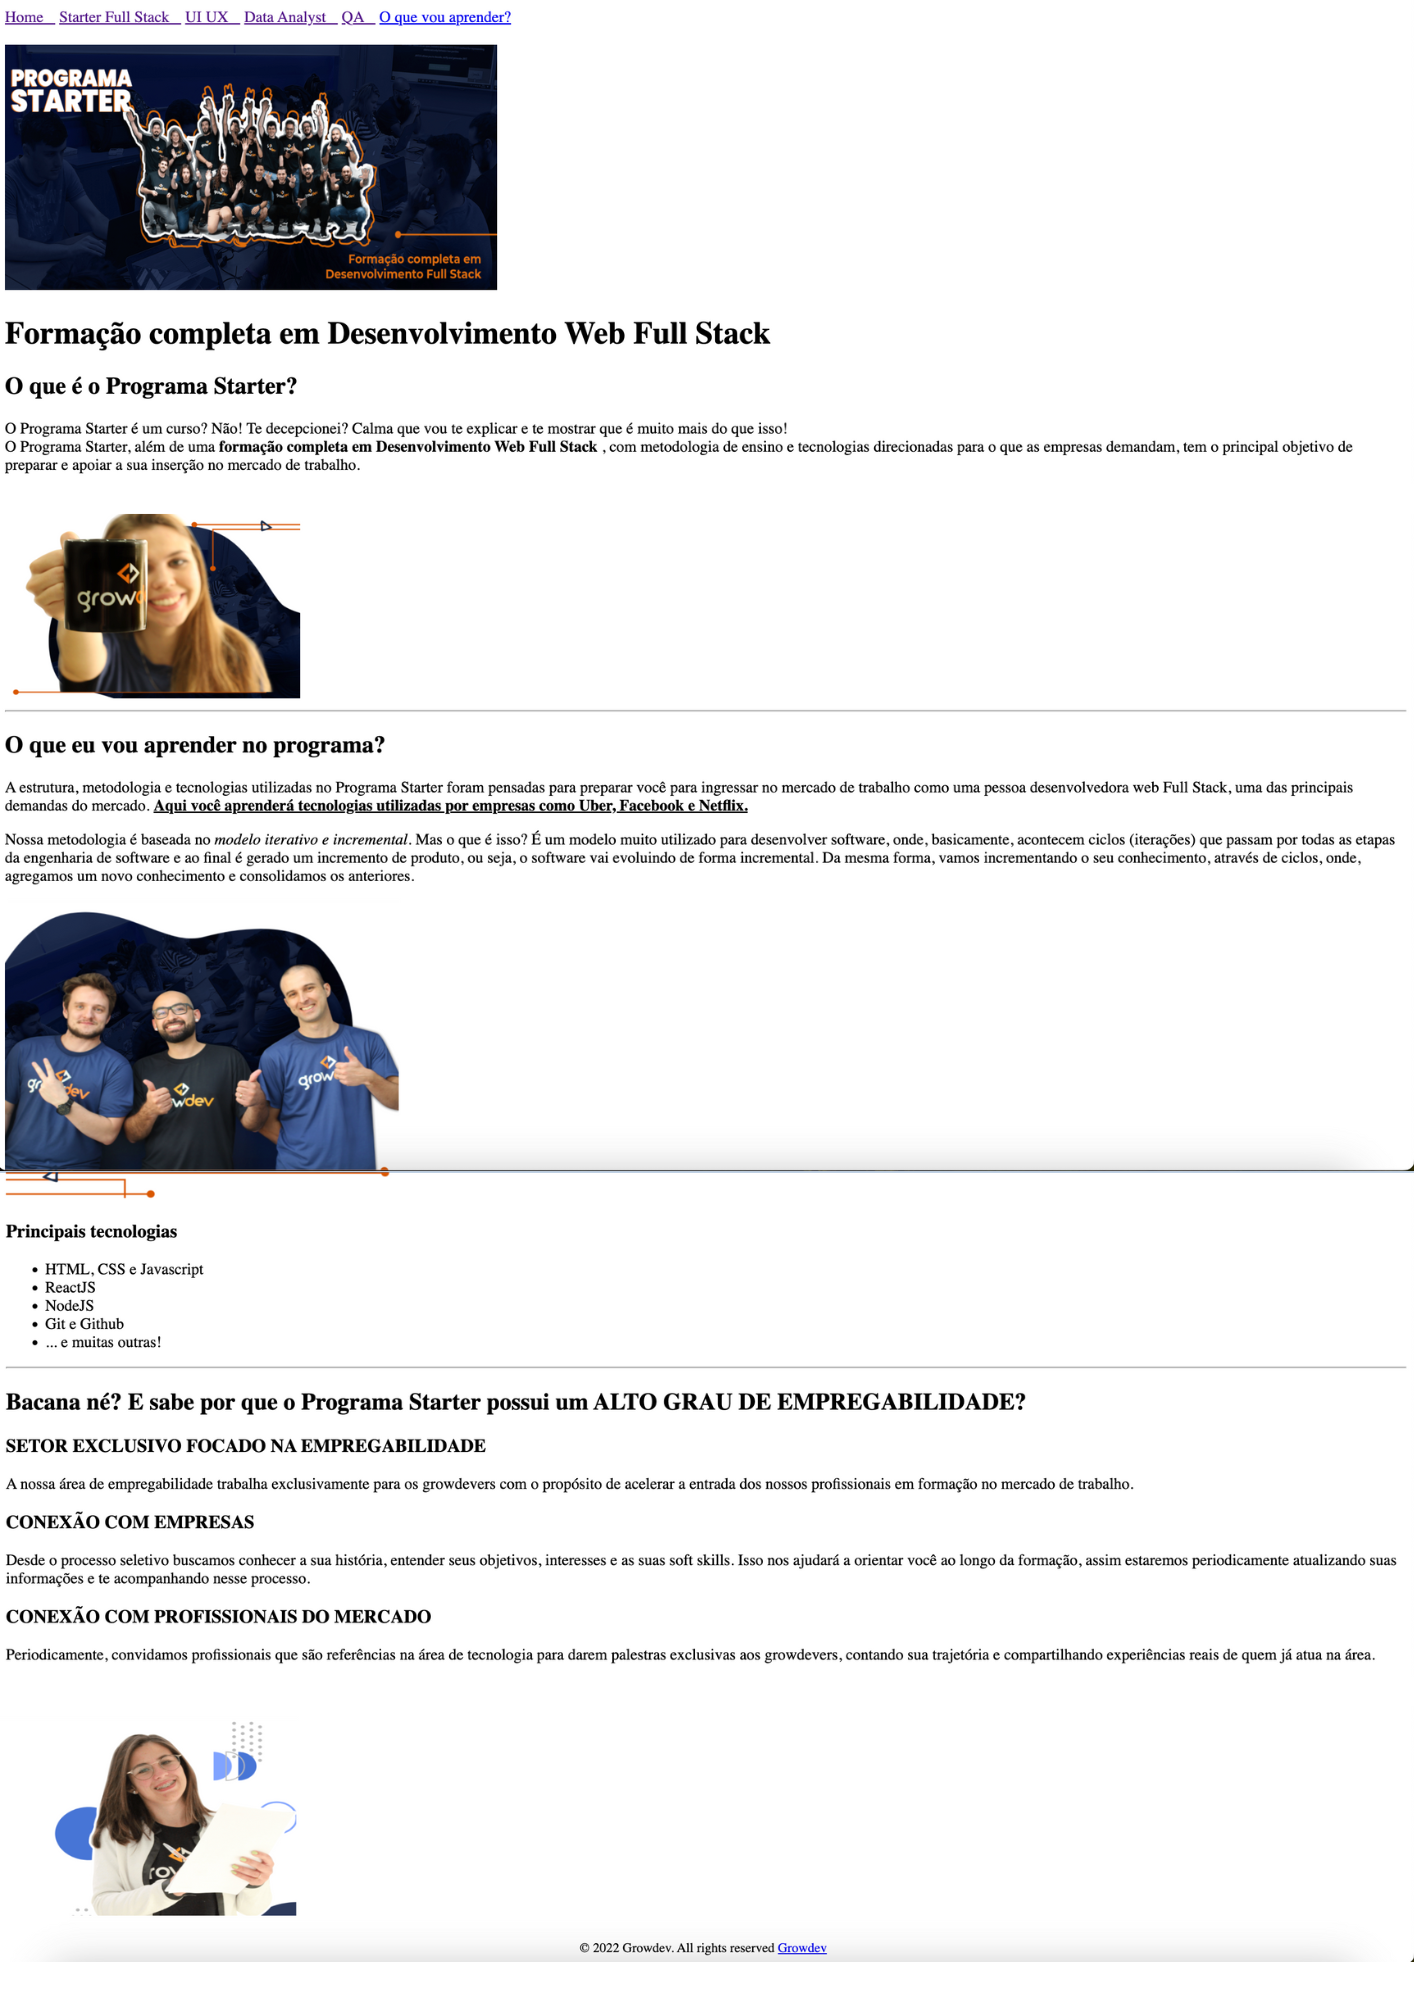 Home Starter Full Stack UI UX Data Analyst QA O que vou aprender?
PROGRAMA
STARTER
Formação completa em
Desenvolvimento Full Stack
Formação completa em Desenvolvimento Web Full Stack
O que é o Programa Starter?
O Programa Starter é um curso? Não! Te decepcionei? Calma que vou te explicar e te mostrar que é muito mais do que isso!
O Programa Starter, além de uma formação completa em Desenvolvimento Web Full Stack , com metodologia de ensino e tecnologias direcionadas para o que as empresas demandam, tem o principal objetivo de
preparar e apoiar a sua inserção no mercado de trabalho.
growd
O que eu vou aprender no programa?
A estrutura, metodologia e tecnologias utilizadas no Programa Starter foram pensadas para preparar você para ingressar no mercado de trabalho como uma pessoa desenvolvedora web Full Stack, uma das principais
demandas do mercado. Aqui você aprenderá tecnologias utilizadas por empresas como Uber, Facebook e Netflix.
Nossa metodologia é baseada no modelo iterativo e incremental. Mas o que é isso? É um modelo muito utilizado para desenvolver software, onde, basicamente, acontecem ciclos (iterações) que passam por todas as etapas
da engenharia de software e ao final é gerado um incremento de produto, ou seja, o software vai evoluindo de forma incremental. Da mesma forma, vamos incrementando o seu conhecimento, através de ciclos, onde,
agregamos um novo conhecimento e consolidamos os anteriores.
growdev
wdev
grow
Principais tecnologias
• HTML, CSS e Javascript
• ReactJS
• NodeJS
• Git e Github
• ... e muitas outras!
Bacana né? E sabe por que o Programa Starter possui um ALTO GRAU DE EMPREGABILIDADE?
SETOR EXCLUSIVO FOCADO NA EMPREGABILIDADE
A nossa área de empregabilidade trabalha exclusivamente para os growdevers com o propósito de acelerar a entrada dos nossos profissionais em formação no mercado de trabalho.
CONEXÃO COM EMPRESAS
Desde o processo seletivo buscamos conhecer a sua história, entender seus objetivos, interesses e as suas soft skills. Isso nos ajudará a orientar você ao longo da formação, assim estaremos periodicamente atualizando suas
informações e te acompanhando nesse processo.
CONEXÃO COM PROFISSIONAIS DO MERCADO
Periodicamente, convidamos profissionais que são referências na área de tecnologia para darem palestras exclusivas aos growdevers, contando sua trajetória e compartilhando experiências reais de quem já atua na área.
© 2022 Growdev. All rights reserved Growdev